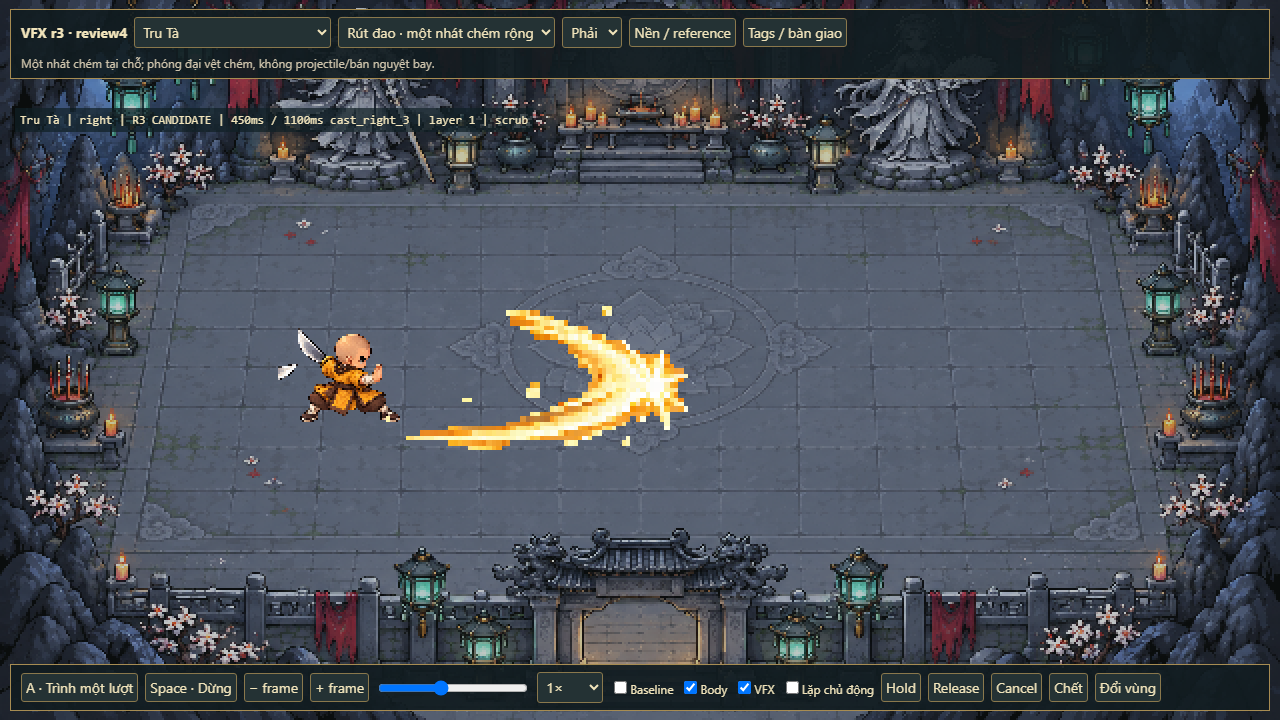 VFX r3 · review4 Tru Tà Rút đao · một nhát chém rộng Phải Nền / reference Tags / bàn giao
Một nhát chém tại chỗ; phóng đại vệt chém, không projectile/bán nguyệt bay.
Tru Tà | right | R3 CANDIDATE | 450ms / 1100ms cast_right_3 | layer 1 | scrub
A · Trình một lượt Space · Dừng − frame + frame 1× Baseline Body VFX Lặp chủ động Hold Release Cancel Chết Đổi vùng